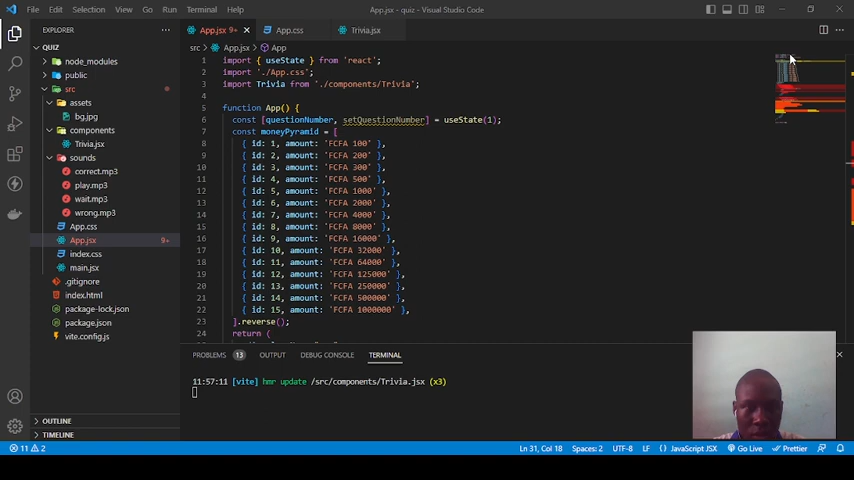 File Edit Selection View Go Run Terminal Help
App.jsx - quiz - Visual Studio Code
EXPLORER
QUIZ
node_modules
public
src
assets
bg.jpg
components
Trivia.jsx
sounds
correct.mp3
play.mp3
wait.mp3
wrong.mp3
App.css
App.jsx 9+
index.css
main.jsx
.gitignore
index.html
package-lock.json
package.json
vite.config.js
OUTLINE
TIMELINE
App.jsx 9+ App.css Trivia.jsx
src > App.jsx > App
1 import { useState } from 'react';
2 import './App.css';
3 import Trivia from './components/Trivia';
4
5 function App() {
6 const [questionNumber, setQuestionNumber] = useState(1);
7 const moneyPyramid = [
8 { id: 1, amount: 'FCFA 100' },
9 { id: 2, amount: 'FCFA 200' },
10 { id: 3, amount: 'FCFA 300' },
11 { id: 4, amount: 'FCFA 500' },
12 { id: 5, amount: 'FCFA 1000' },
13 { id: 6, amount: 'FCFA 2000' },
14 { id: 7, amount: 'FCFA 4000' },
15 { id: 8, amount: 'FCFA 8000' },
16 { id: 9, amount: 'FCFA 16000' },
17 { id: 10, amount: 'FCFA 32000' },
18 { id: 11, amount: 'FCFA 64000' },
19 { id: 12, amount: 'FCFA 125000' },
20 { id: 13, amount: 'FCFA 250000' },
21 { id: 14, amount: 'FCFA 500000' },
22 { id: 15, amount: 'FCFA 1000000' },
23 ].reverse();
24 return (
PROBLEMS 13 OUTPUT DEBUG CONSOLE TERMINAL
11:57:11 [vite] hmr update /src/components/Trivia.jsx (x3)
11 2 Ln 31, Col 18 Spaces: 2 UTF-8 LF { } JavaScript JSX Go Live Prettier